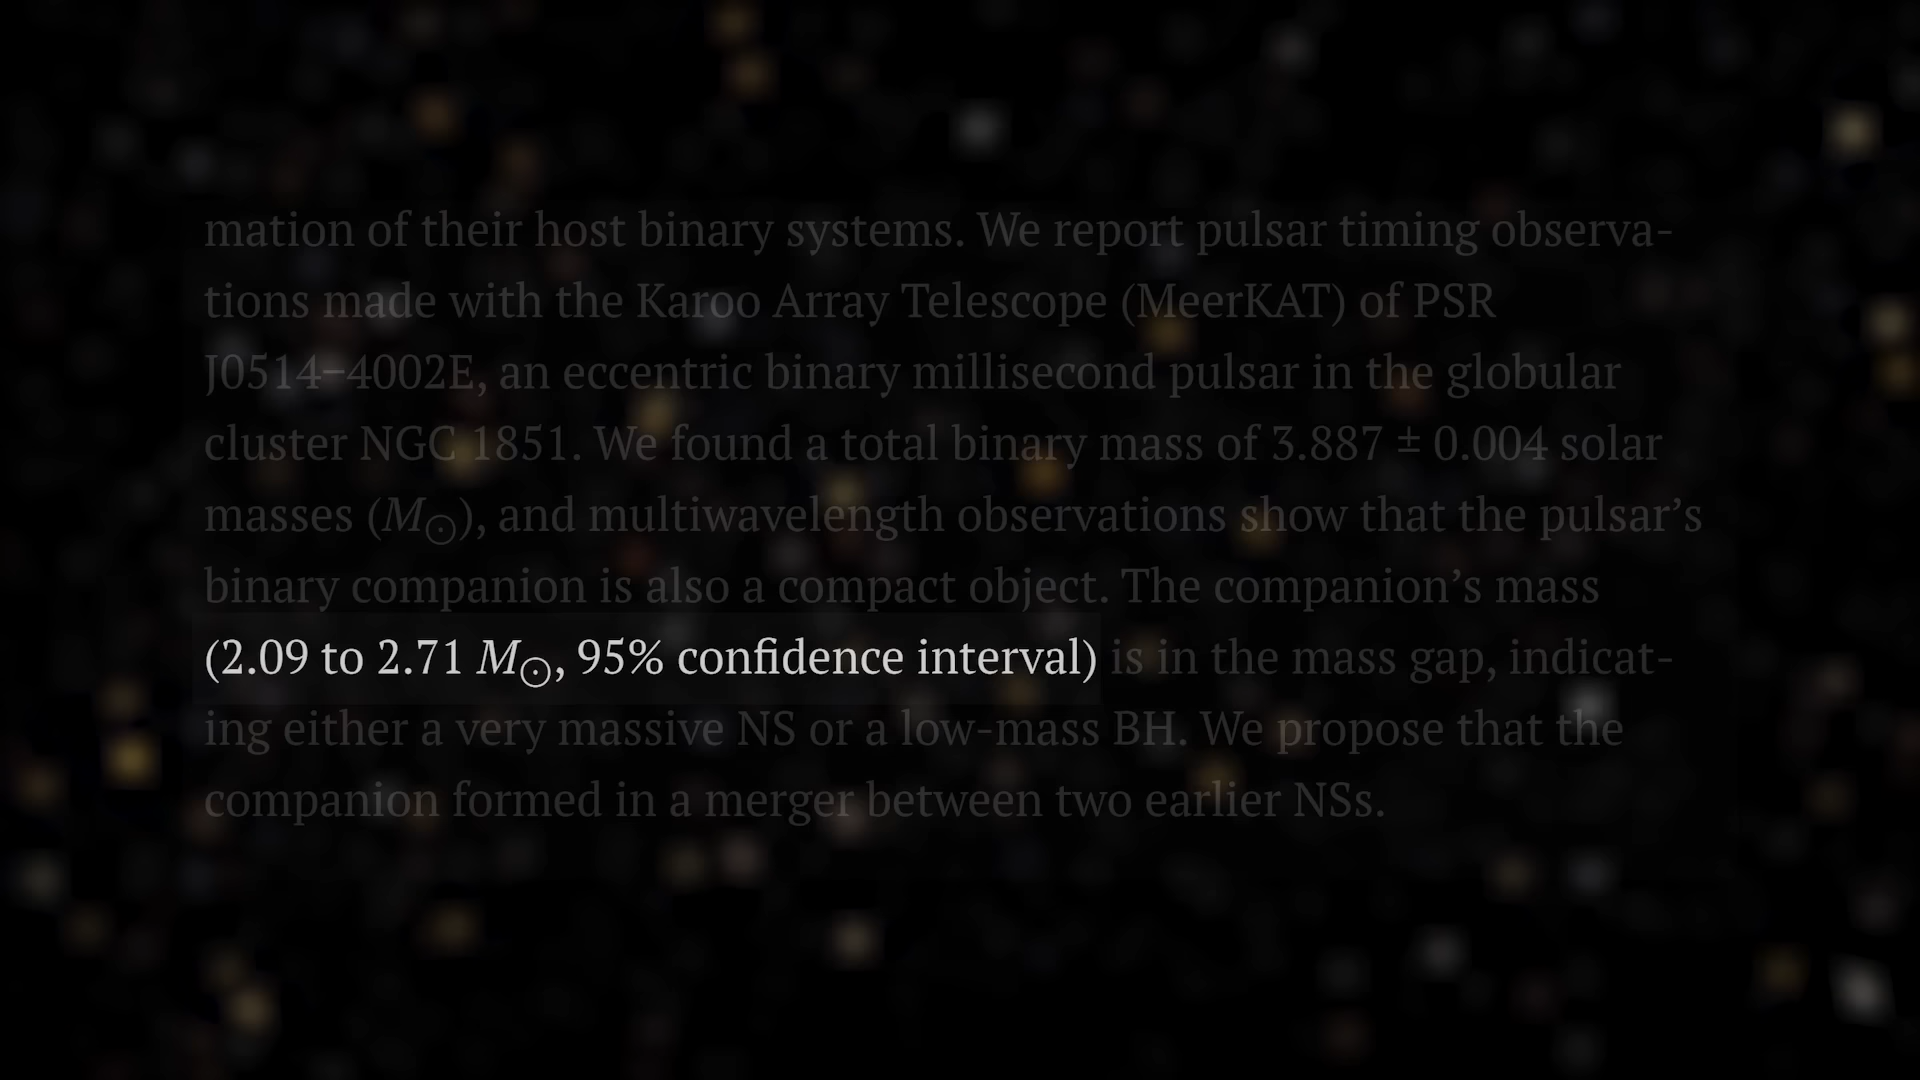 mation of their host binary systems. We report pulsar timing observa-
tions made with the Karoo Array Telescope (MeerKAT) of PSR
J0514−4002E, an eccentric binary millisecond pulsar in the globular
cluster NGC 1851. We found a total binary mass of 3.887 ± 0.004 solar
masses (M☉), and multiwavelength observations show that the pulsar’s
binary companion is also a compact object. The companion’s mass
(2.09 to 2.71 M☉, 95% confidence interval) is in the mass gap, indicat-
ing either a very massive NS or a low-mass BH. We propose that the
companion formed in a merger between two earlier NSs.